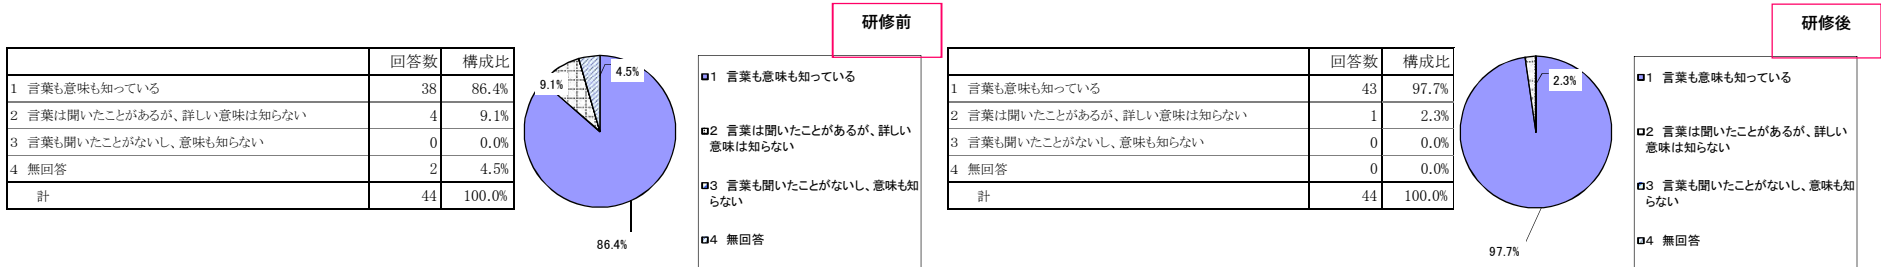 研修前
回答数 構成比
1 言葉も意味も知っている 38 86.4%
2 言葉は聞いたことがあるが、詳しい意味は知らない 4 9.1%
3 言葉も聞いたことがないし、意味も知らない 0 0.0%
4 無回答 2 4.5%
計 44 100.0%
4.5%
9.1%
86.4%
1 言葉も意味も知っている
2 言葉は聞いたことがあるが、詳しい
意味は知らない
3 言葉も聞いたことがないし、意味も知
らない
4 無回答
研修後
回答数 構成比
1 言葉も意味も知っている 43 97.7%
2 言葉は聞いたことがあるが、詳しい意味は知らない 1 2.3%
3 言葉も聞いたことがないし、意味も知らない 0 0.0%
4 無回答 0 0.0%
計 44 100.0%
2.3%
97.7%
1 言葉も意味も知っている
2 言葉は聞いたことがあるが、詳しい
意味は知らない
3 言葉も聞いたことがないし、意味も知
らない
4 無回答